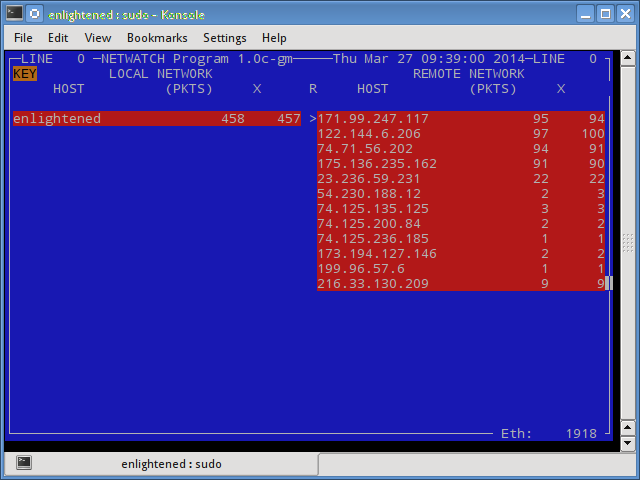 enlightened : sudo - Konsole
File Edit View Bookmarks Settings Help
LINE 0 NETWATCH Program 1.0c-gm Thu Mar 27 09:39:00 2014 LINE 0
KEY LOCAL NETWORK REMOTE NETWORK
HOST (PKTS) X R HOST (PKTS) X
enlightened 458 457 >171.99.247.117 95 94
122.144.6.206 97 100
74.71.56.202 94 91
175.136.235.162 91 90
23.236.59.231 22 22
54.230.188.12 2 3
74.125.135.125 3 3
74.125.200.84 2 2
74.125.236.185 1 1
173.194.127.146 2 2
199.96.57.6 1 1
216.33.130.209 9 9
Eth: 1918
enlightened : sudo